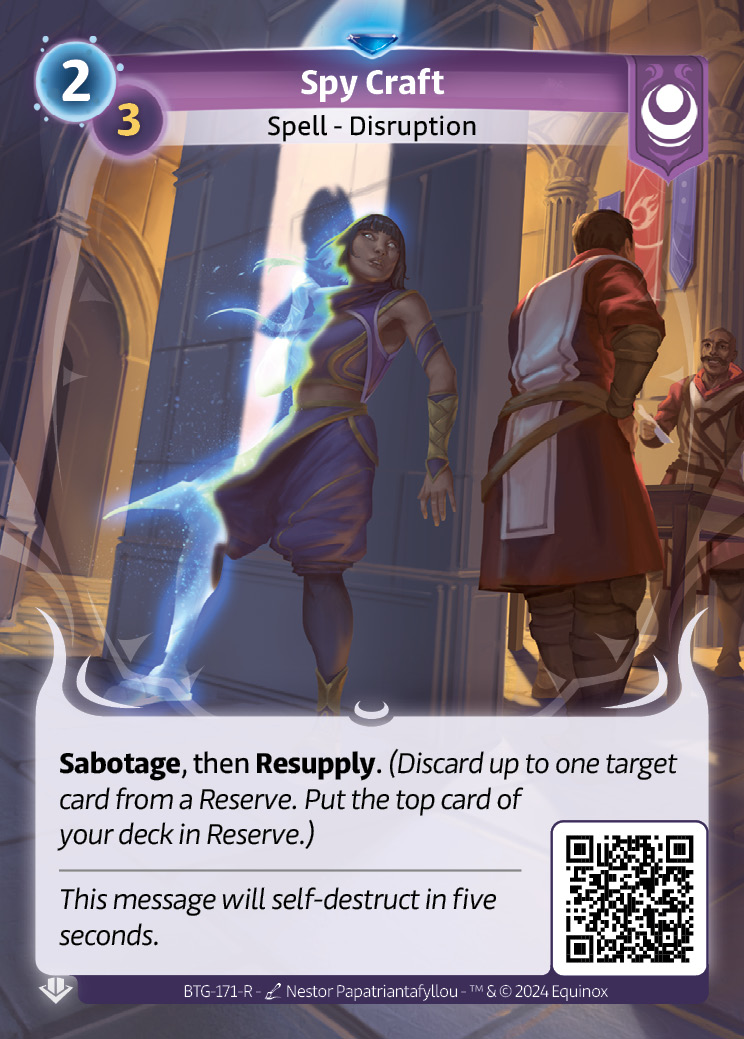 2
Spy Craft
3
Spell - Disruption
Sabotage, then Resupply. (Discard up to one target
card from a Reserve. Put the top card of
your deck in Reserve.)
This message will self-destruct in five
seconds.
BTG-171-R - Nestor Papatriantafyllou - ™ & © 2024 Equinox